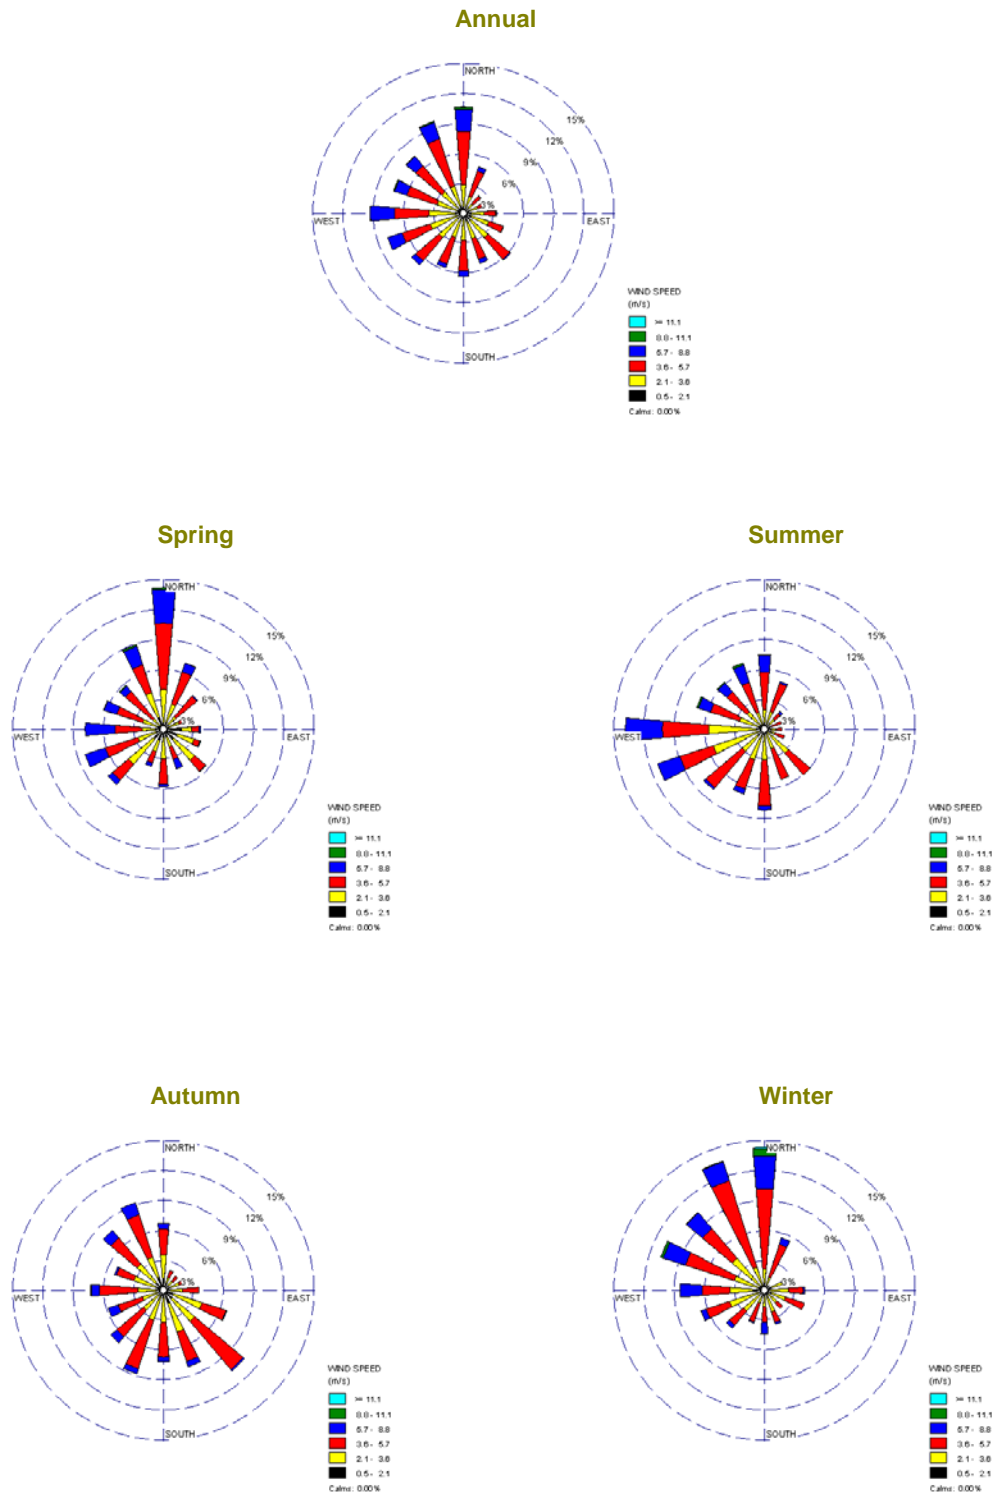 Annual
NORTH
15%
12%
9%
6%
3%
WEST
EAST
SOUTH
WIND SPEED
(m/s)
>= 11.1
8.8 - 11.1
5.7 - 8.8
3.6 - 5.7
2.1 - 3.6
0.5 - 2.1
Calms: 0.00%
Spring
NORTH
15%
12%
9%
6%
3%
WEST
EAST
SOUTH
WIND SPEED
(m/s)
>= 11.1
8.8 - 11.1
5.7 - 8.8
3.6 - 5.7
2.1 - 3.6
0.5 - 2.1
Calms: 0.00%
Summer
NORTH
15%
12%
9%
6%
3%
WEST
EAST
SOUTH
WIND SPEED
(m/s)
>= 11.1
8.8 - 11.1
5.7 - 8.8
3.6 - 5.7
2.1 - 3.6
0.5 - 2.1
Calms: 0.00%
Autumn
NORTH
15%
12%
9%
6%
3%
WEST
EAST
SOUTH
WIND SPEED
(m/s)
>= 11.1
8.8 - 11.1
5.7 - 8.8
3.6 - 5.7
2.1 - 3.6
0.5 - 2.1
Calms: 0.00%
Winter
NORTH
15%
12%
9%
6%
3%
WEST
EAST
SOUTH
WIND SPEED
(m/s)
>= 11.1
8.8 - 11.1
5.7 - 8.8
3.6 - 5.7
2.1 - 3.6
0.5 - 2.1
Calms: 0.00%